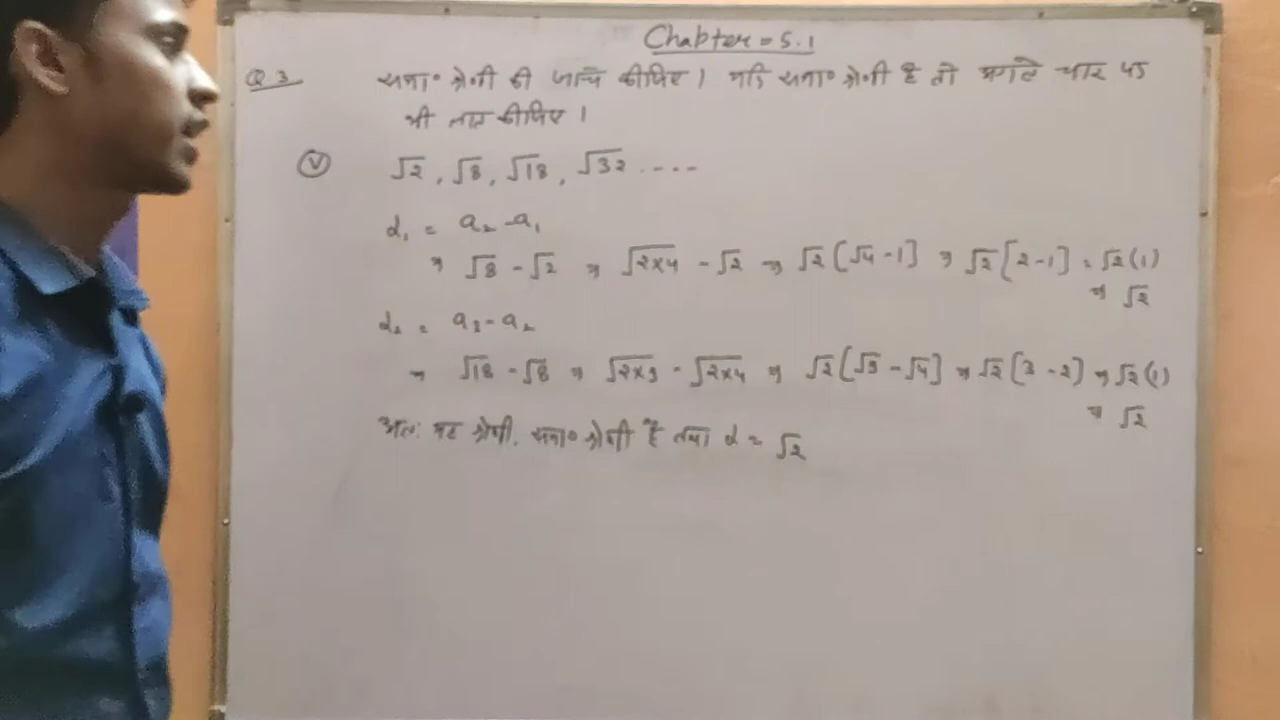 Chapter = 5.1
Q 3 समा० श्रेणी की जाँच कीजिए। यदि समा० श्रेणी है तो अगले चार पद
भी ज्ञात कीजिए।
(V) √2, √8, √18, √32 ....
d₁ = a₂ - a₁
⇒ √8 - √2 ⇒ √2×4 - √2 ⇒ √2[√4 - 1] ⇒ √2[2-1] = √2(1)
⇒ √2
d₂ = a₃ - a₂
⇒ √18 - √8 ⇒ √2×9 - √2×4 ⇒ √2[√9 - √4] ⇒ √2[3-2] ⇒ √2(1)
⇒ √2
अतः यह श्रेणी, समा० श्रेणी है तथा d = √2